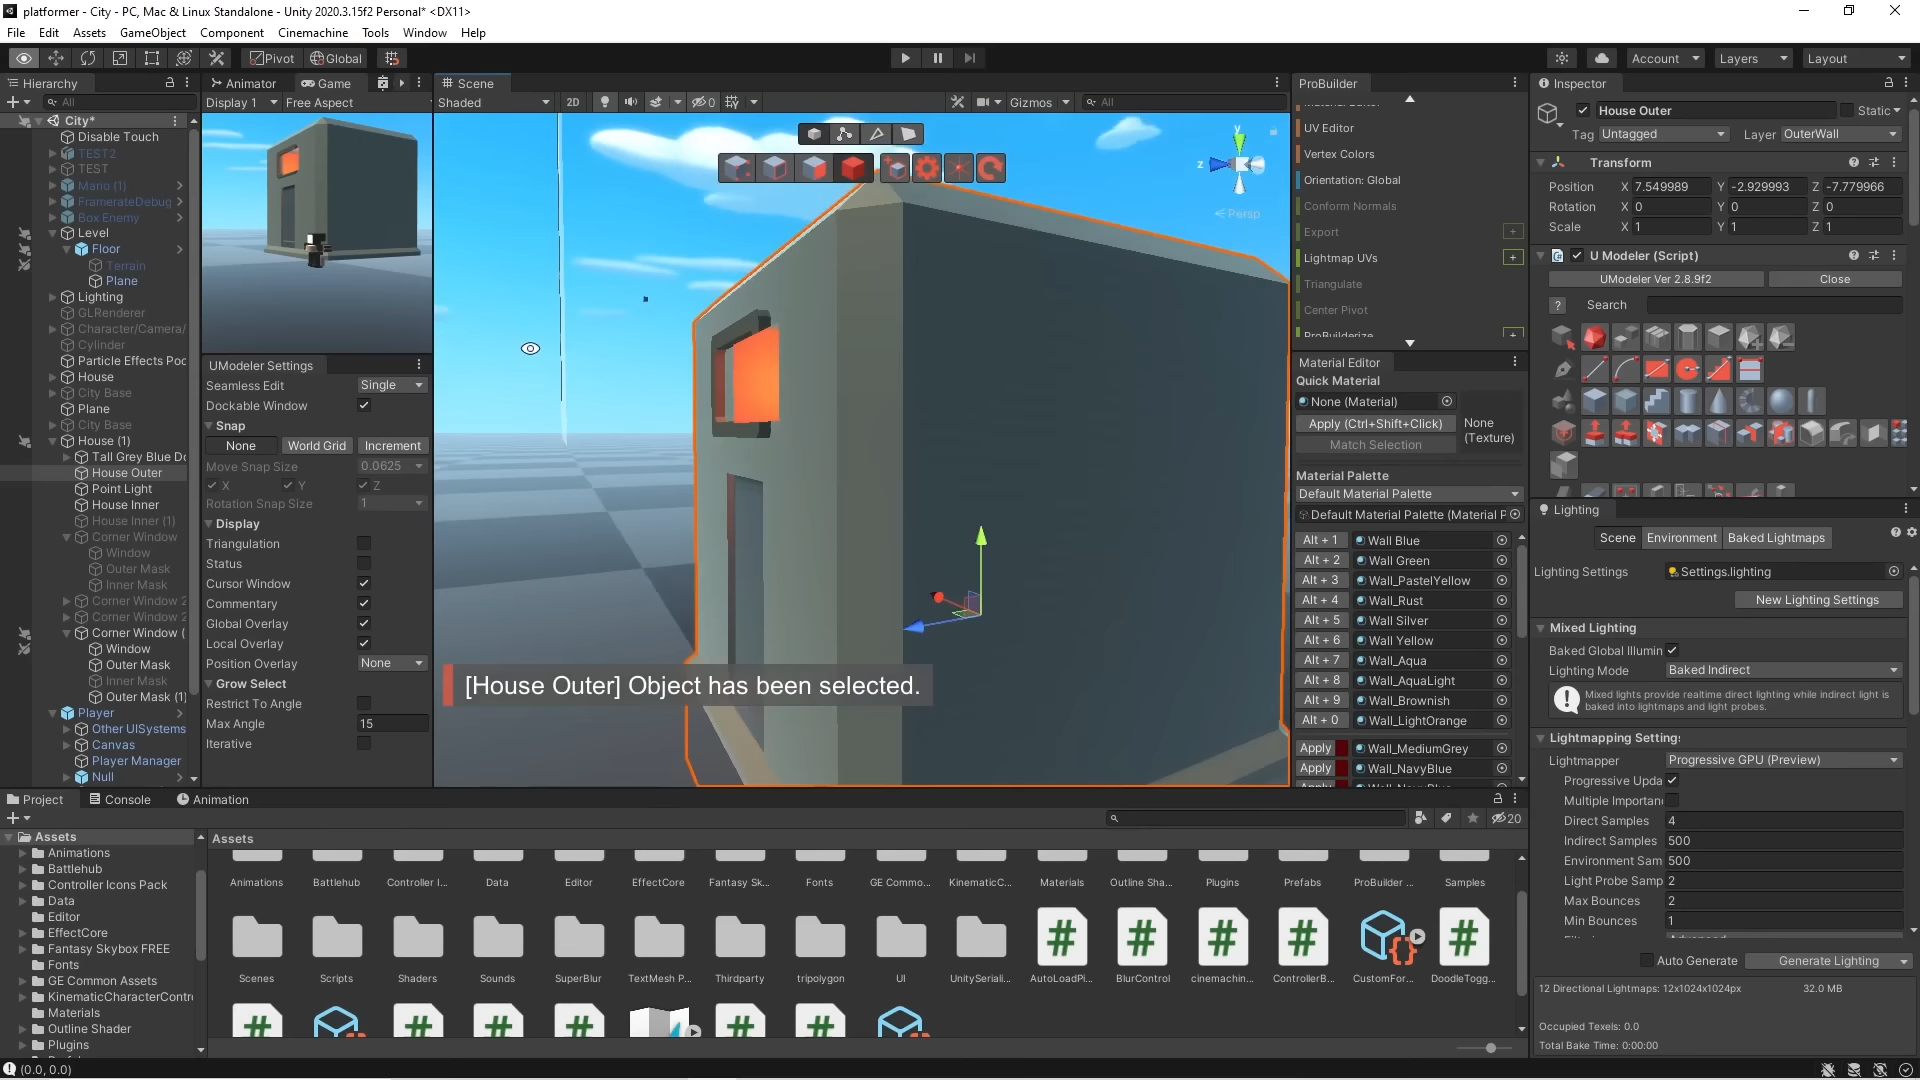 platformer - City - PC, Mac & Linux Standalone - Unity 2020.3.15f2 Personal* <DX11>
File Edit Assets GameObject Component Cinemachine Tools Window Help
Pivot Global Account Layers Layout
Hierarchy
All
City*
Disable Touch
TEST2
TEST
Mario (1)
FramerateDebug
Box Enemy
Level
Floor
Terrain
Plane
Lighting
GLRenderer
Character/Camera/
Cylinder
Particle Effects Poo
House
City Base
Plane
City Base
House (1)
Tall Grey Blue Do
House Outer
Point Light
House Inner
House Inner (1)
Corner Window
Window
Outer Mask
Inner Mask
Corner Window 2
Corner Window 2
Corner Window (
Window
Outer Mask
Inner Mask
Outer Mask (1)
Player
Other UISystems
Canvas
Player Manager
Null
Animator Game
Display 1 Free Aspect
UModeler Settings
Seamless Edit Single
Dockable Window
Snap
None World Grid Increment
Move Snap Size 0.0625
X Y Z
Rotation Snap Size 1
Display
Triangulation
Status
Cursor Window
Commentary
Global Overlay
Local Overlay
Position Overlay None
Grow Select
Restrict To Angle
Max Angle 15
Iterative
Scene
Shaded 2D 0 Gizmos All
y
z
Persp
[House Outer] Object has been selected.
ProBuilder
Material Editor
UV Editor
Vertex Colors
Orientation: Global
Conform Normals
Export +
Lightmap UVs +
Triangulate
Center Pivot
ProBuilderize +
Material Editor
Quick Material
None (Material)
Apply (Ctrl+Shift+Click) None
(Texture)
Match Selection
Material Palette
Default Material Palette
Default Material Palette (Material P
Alt + 1 Wall Blue
Alt + 2 Wall Green
Alt + 3 Wall_PastelYellow
Alt + 4 Wall_Rust
Alt + 5 Wall Silver
Alt + 6 Wall Yellow
Alt + 7 Wall_Aqua
Alt + 8 Wall_AquaLight
Alt + 9 Wall_Brownish
Alt + 0 Wall_LightOrange
Apply Wall_MediumGrey
Apply Wall_NavyBlue
Inspector
House Outer Static
Tag Untagged Layer OuterWall
Transform
Position X 7.549989 Y -2.929993 Z -7.779966
Rotation X 0 Y 0 Z 0
Scale X 1 Y 1 Z 1
U Modeler (Script)
UModeler Ver 2.8.9f2 Close
? Search
Lighting
Scene Environment Baked Lightmaps
Lighting Settings Settings.lighting
New Lighting Settings
Mixed Lighting
Baked Global Illumin
Lighting Mode Baked Indirect
Mixed lights provide realtime direct lighting while indirect light is
baked into lightmaps and light probes.
Lightmapping Settings
Lightmapper Progressive GPU (Preview)
Progressive Upda
Multiple Importan
Direct Samples 4
Indirect Samples 500
Environment Sam 500
Light Probe Samp 2
Max Bounces 2
Min Bounces 1
Auto Generate Generate Lighting
12 Directional Lightmaps: 12x1024x1024px 32.0 MB
Occupied Texels: 0.0
Total Bake Time: 0:00:00
Project Console Animation
20
Assets
Animations
Battlehub
Controller Icons Pack
Data
Editor
EffectCore
Fantasy Skybox FREE
Fonts
GE Common Assets
KinematicCharacterContro
Materials
Outline Shader
Plugins
Assets
Animations Battlehub Controller I... Data Editor EffectCore Fantasy Sk... Fonts GE Commo... KinematicC... Materials Outline Sha... Plugins Prefabs ProBuilder ... Samples
Scenes Scripts Shaders Sounds SuperBlur TextMesh P... Thirdparty tripolygon UI UnitySeriali... AutoLoadPi... BlurControl cinemachin... ControllerB... CustomFor... DoodleTogg...
(0.0, 0.0)